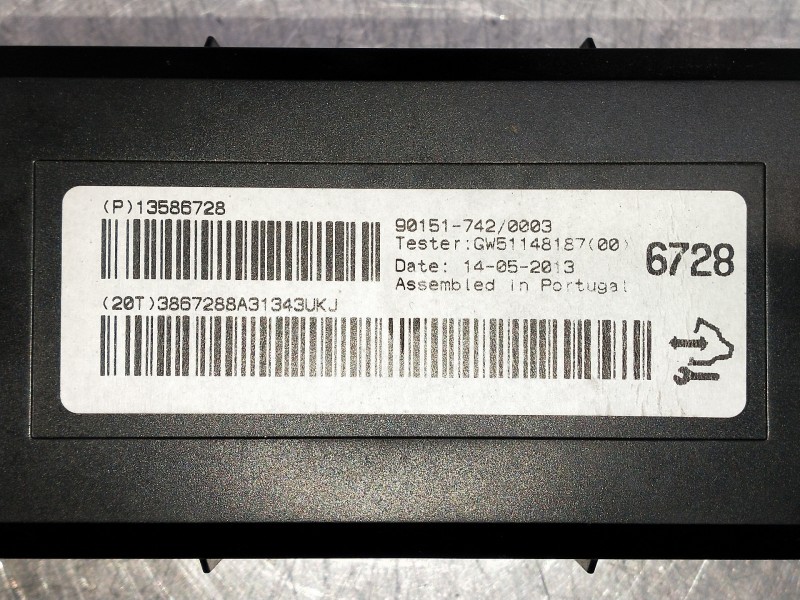 (P)13586728
90151-742/0003
Tester:GW51148187(00)
6728
Date: 14-05-2013
Assembled in Portugal
(20T)3867288A31343UKJ